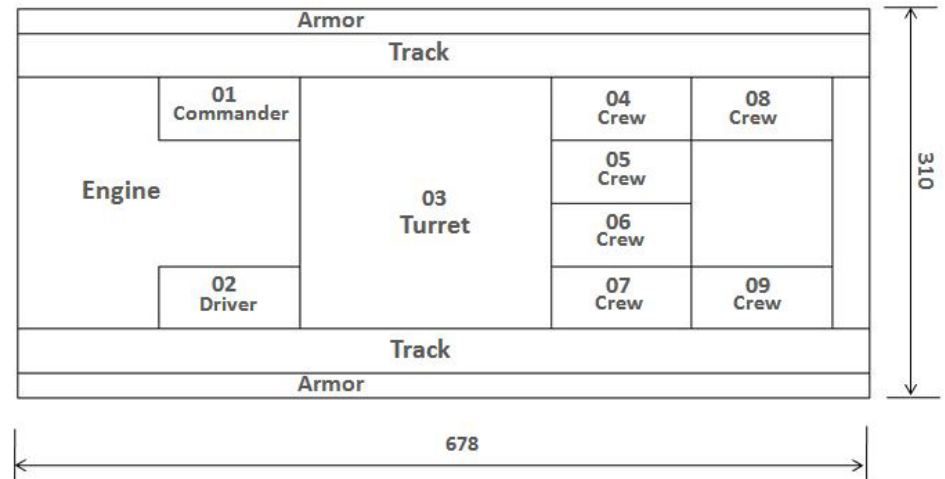 Armor
Track
01
Commander
04
Crew
08
Crew
05
Crew
Engine
03
Turret
06
Crew
02
Driver
07
Crew
09
Crew
Track
Armor
310
678